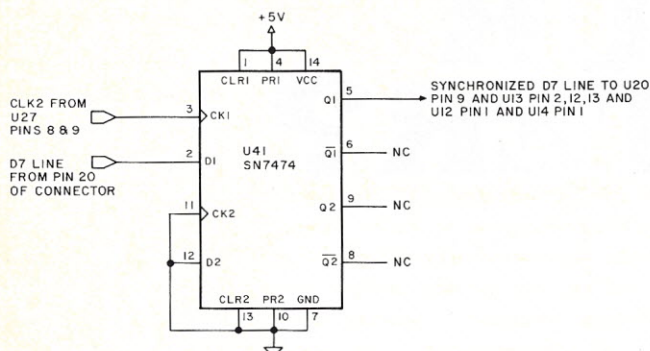 +5V
1 4 14
CLR1 PR1 VCC
CLK2 FROM
U27
PINS 8 & 9
3 CK1
D7 LINE
FROM PIN 20
OF CONNECTOR
2 D1
U41
SN7474
11 CK2
12 D2
Q1 5
SYNCHRONIZED D7 LINE TO U20
PIN 9 AND U13 PIN 2,12,13 AND
U12 PIN 1 AND U14 PIN 1
Q1 6 NC
Q2 9 NC
Q2 8 NC
CLR2 PR2 GND
13 10 7